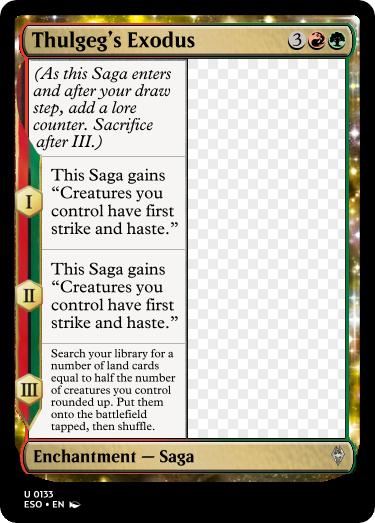 Thulgeg's Exodus 3
(As this Saga enters
and after your draw
step, add a lore
counter. Sacrifice
after III.)
I
This Saga gains
“Creatures you
control have first
strike and haste.”
II
This Saga gains
“Creatures you
control have first
strike and haste.”
III
Search your library for a
number of land cards
equal to half the number
of creatures you control
rounded up. Put them
onto the battlefield
tapped, then shuffle.
Enchantment — Saga
U 0133
ESO • EN